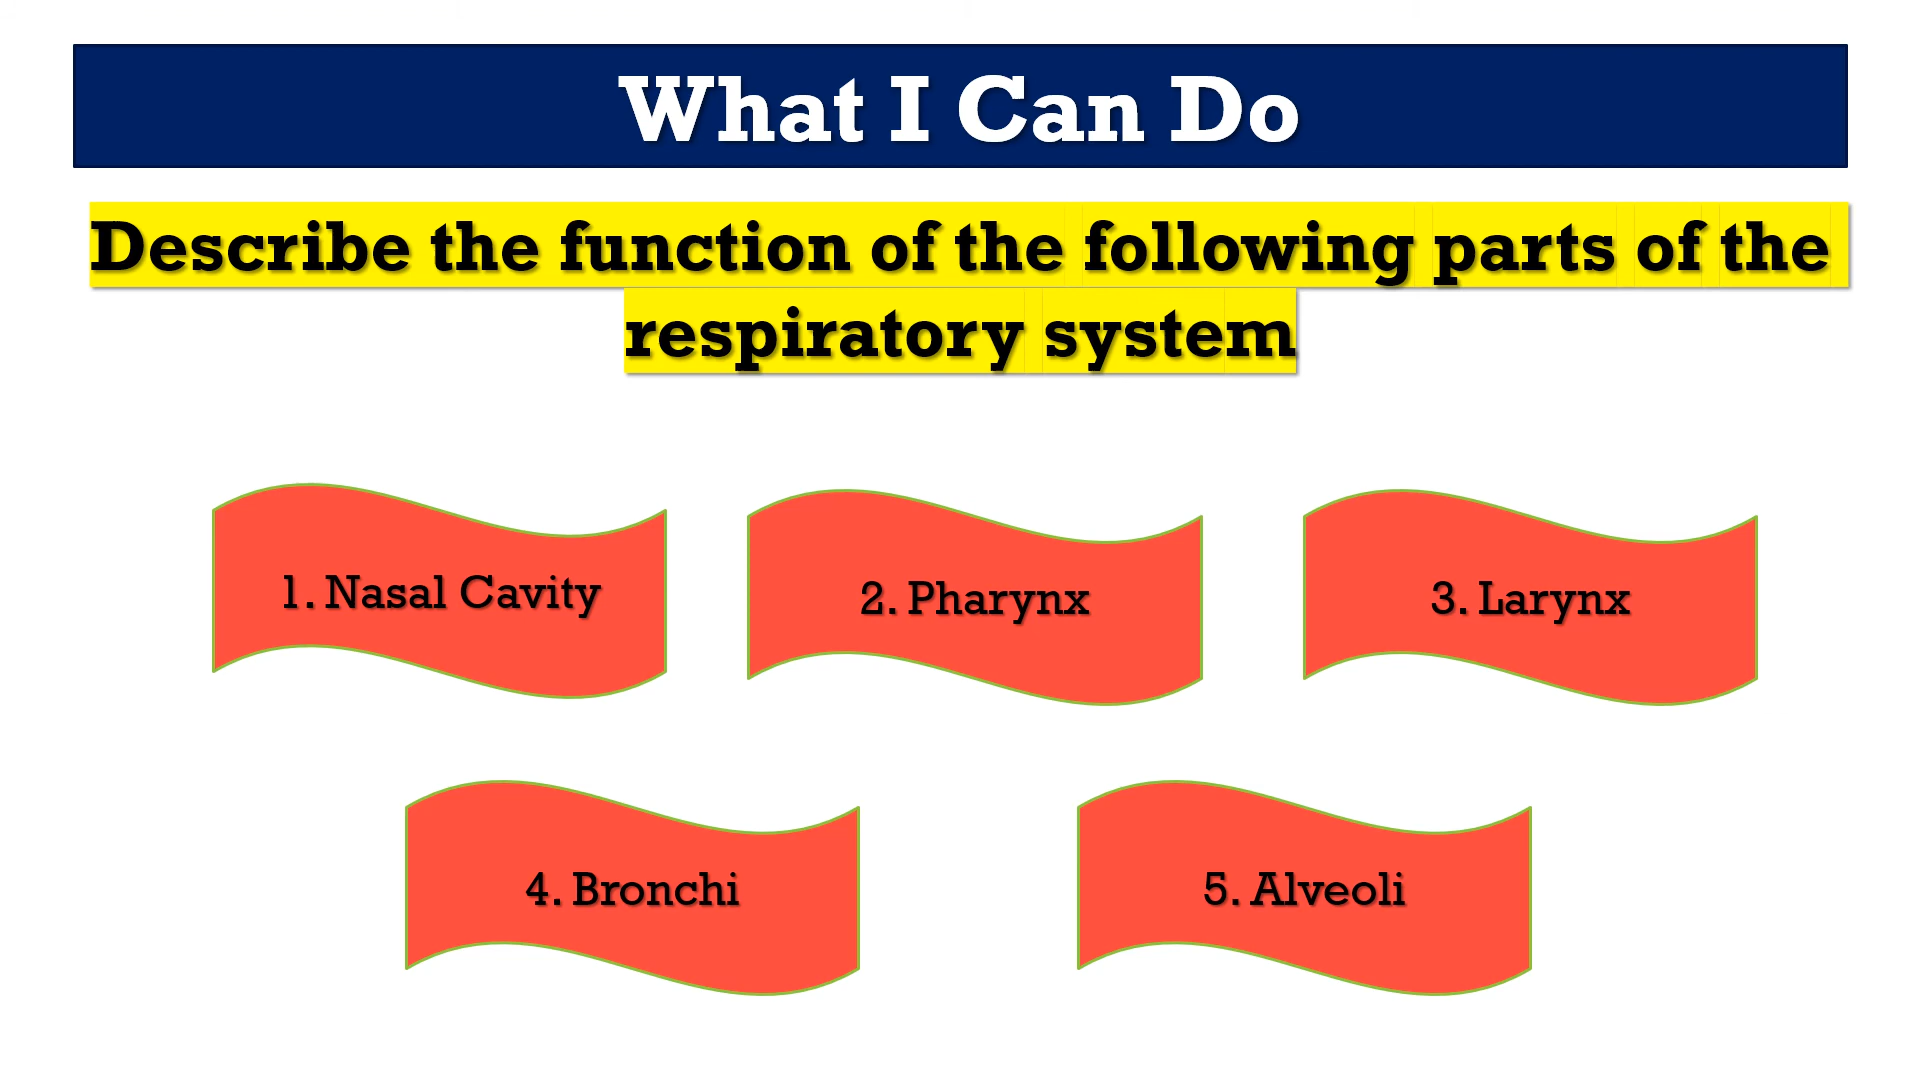 What I Can Do
Describe the function of the following parts of the
respiratory system
1. Nasal Cavity
2. Pharynx
3. Larynx
4. Bronchi
5. Alveoli